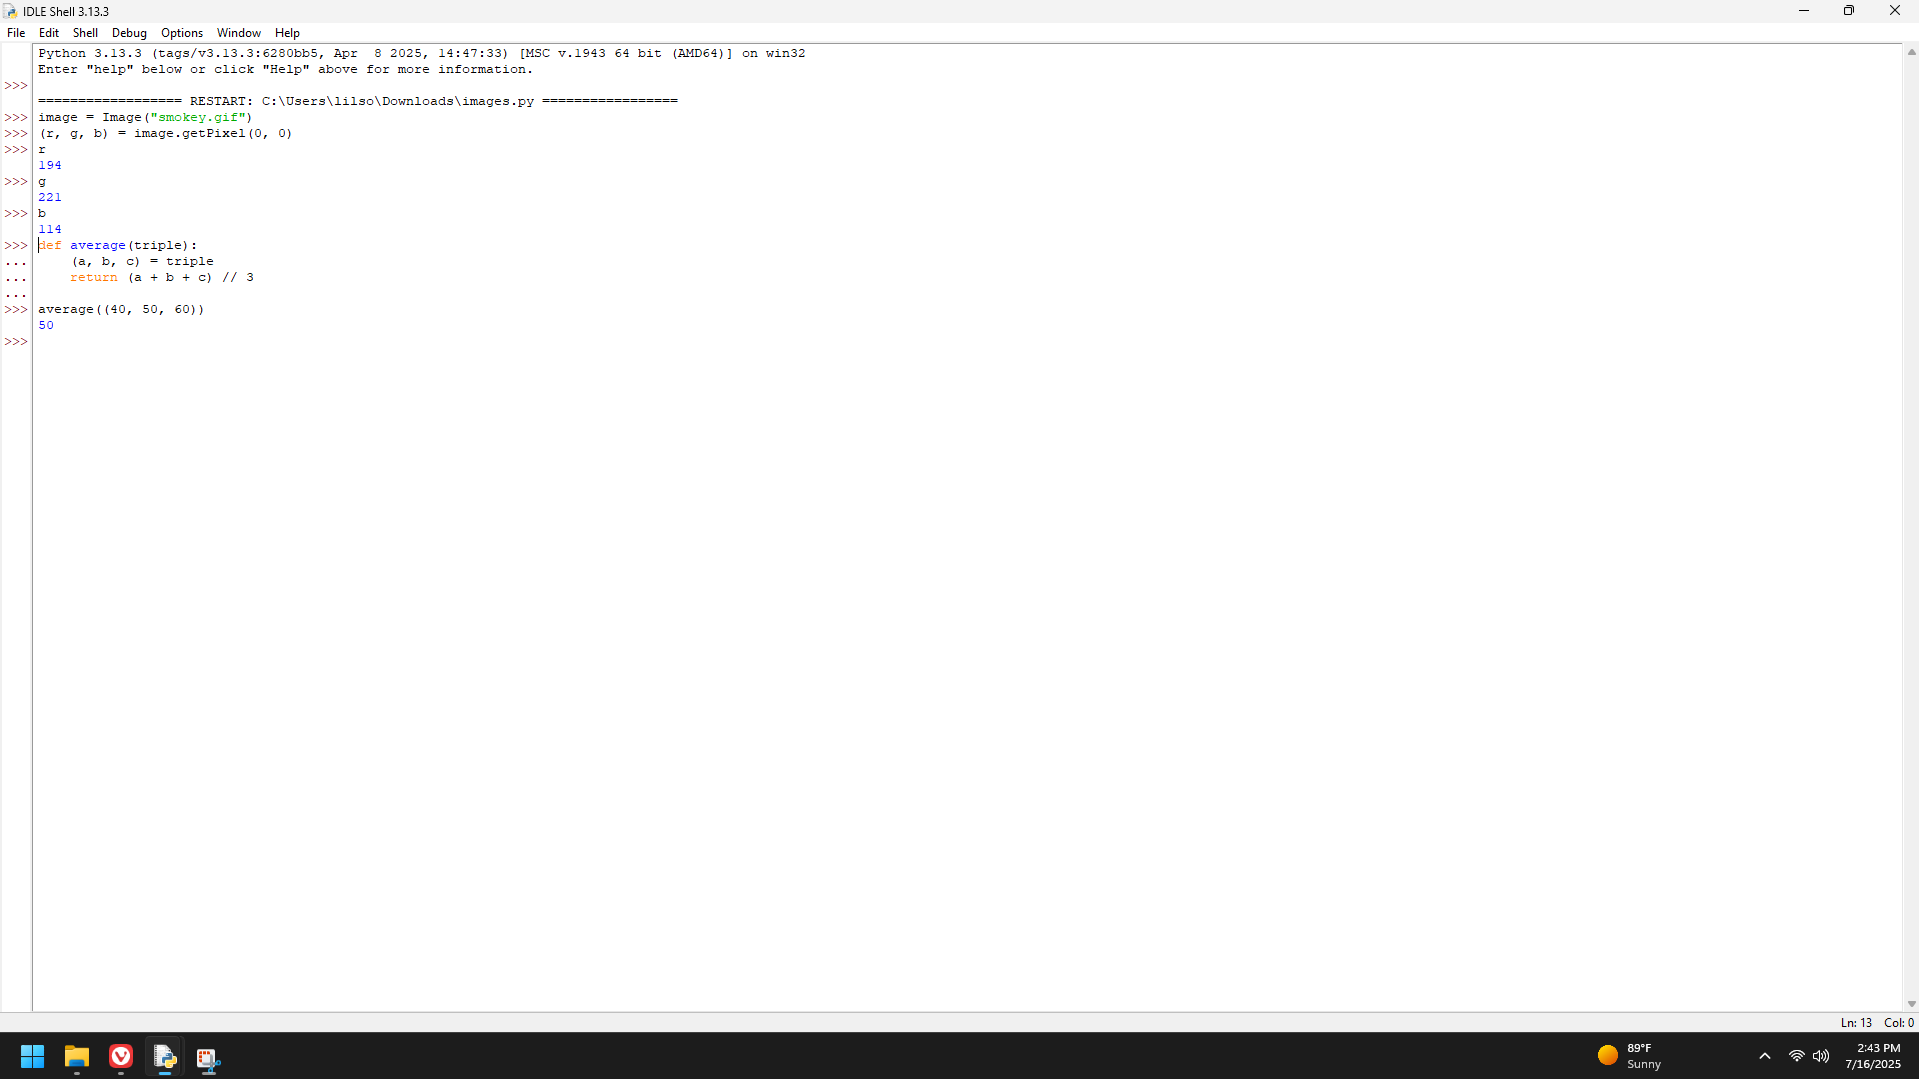 IDLE Shell 3.13.3
File Edit Shell Debug Options Window Help
Python 3.13.3 (tags/v3.13.3:6280bb5, Apr  8 2025, 14:47:33) [MSC v.1943 64 bit (AMD64)] on win32
Enter "help" below or click "Help" above for more information.
>>>
================== RESTART: C:\Users\lilso\Downloads\images.py =================
>>> image = Image("smokey.gif")
>>> (r, g, b) = image.getPixel(0, 0)
>>> r
194
>>> g
221
>>> b
114
>>> def average(triple):
...     (a, b, c) = triple
...     return (a + b + c) // 3
...
>>> average((40, 50, 60))
50
>>>
Ln: 13 Col: 0
89°F
Sunny
2:43 PM
7/16/2025